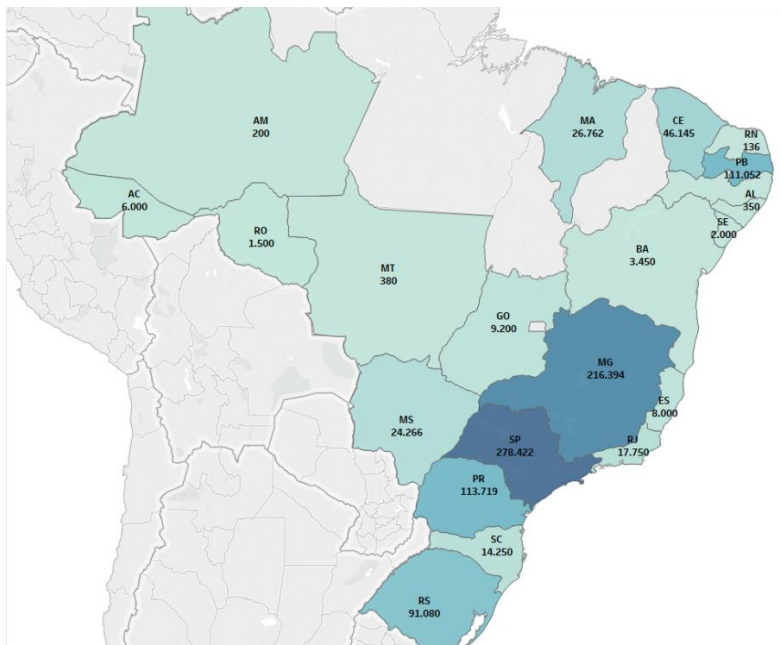 AM
200
MA
26.762
CE
46.145
RN
136
PB
111.052
AL
350
SE
2.000
AC
6.000
RO
1.500
BA
3.450
MT
380
GO
9.200
MG
216.394
ES
8.000
MS
24.266
SP
278.422
RJ
17.750
PR
113.719
SC
14.250
RS
91.080